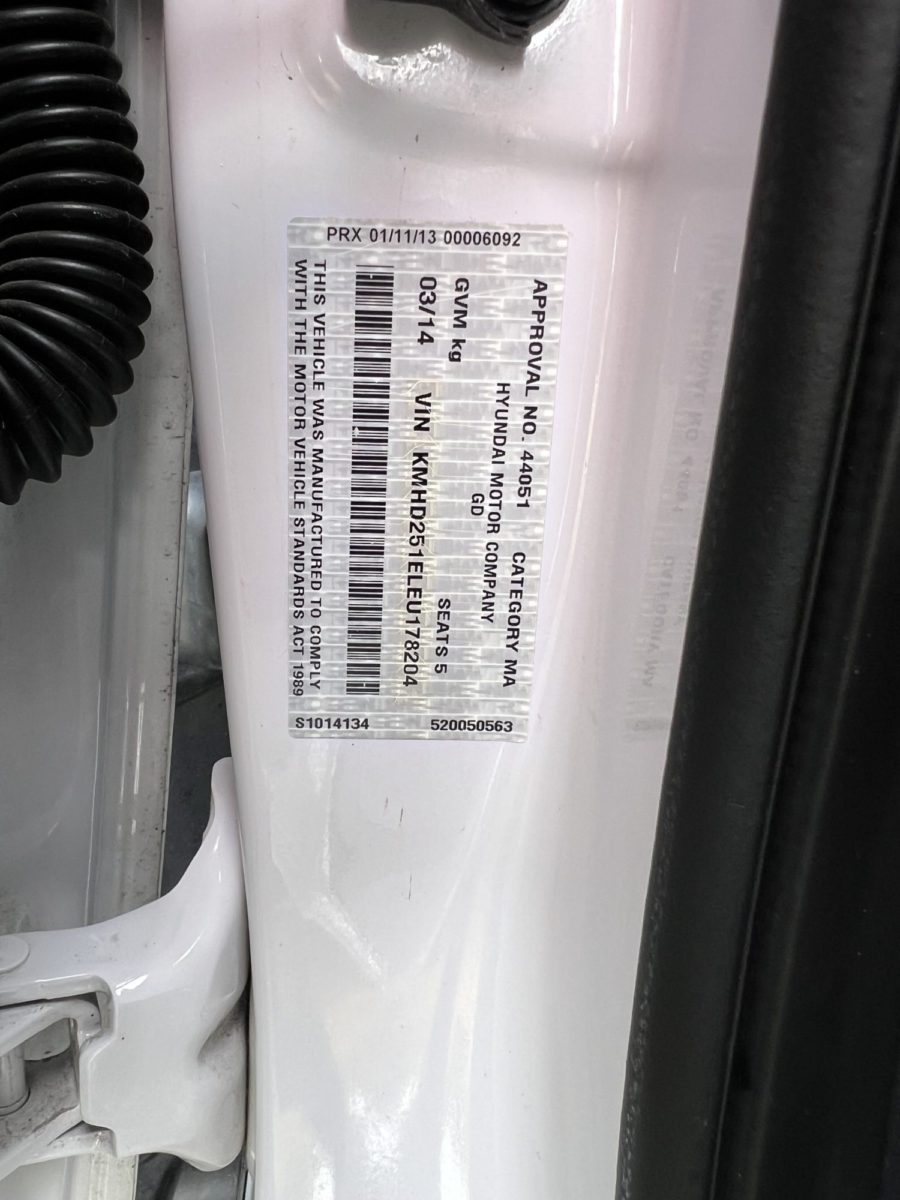 PRX 01/11/13 00006092
APPROVAL NO. 44051 CATEGORY MA
HYUNDAI MOTOR COMPANY
GD
GVM kg SEATS 5
03/14 VIN KMHD251ELEU178204
THIS VEHICLE WAS MANUFACTURED TO COMPLY
WITH THE MOTOR VEHICLE STANDARDS ACT 1989
S1014134 520050563